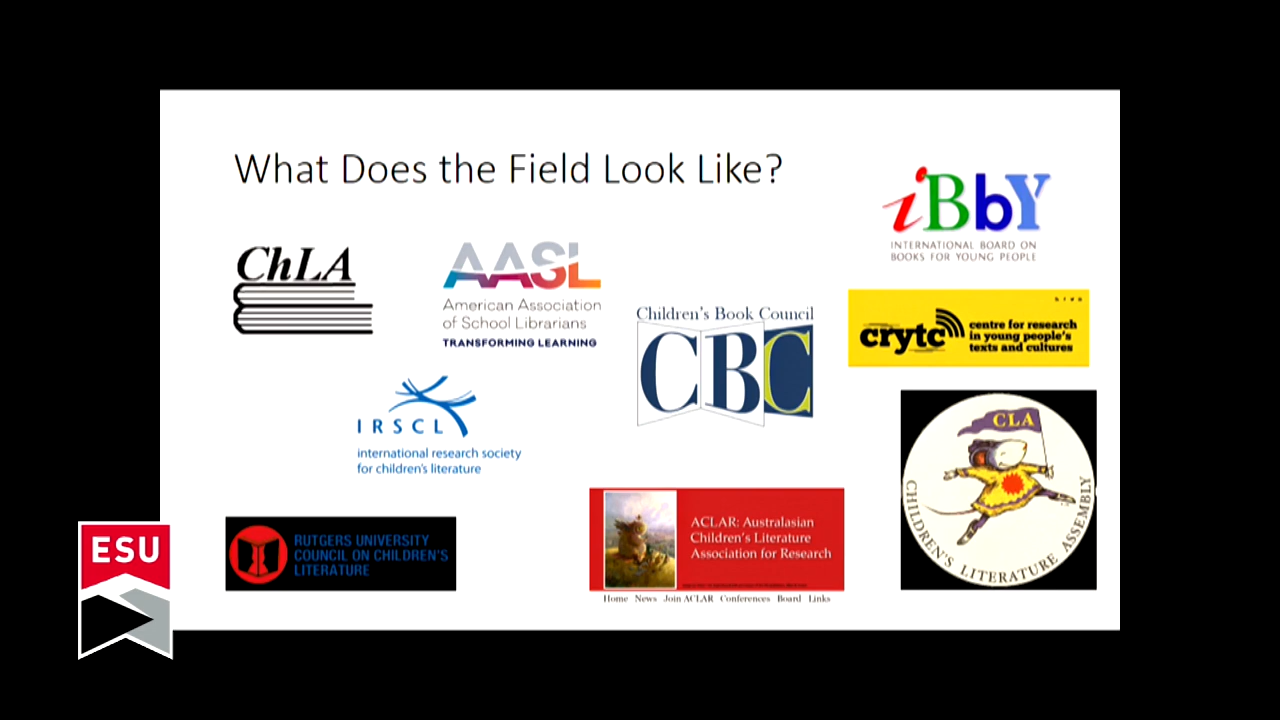 What Does the Field Look Like?
iBbY
INTERNATIONAL BOARD ON
BOOKS FOR YOUNG PEOPLE
ChLA
AASL
American Association
of School Librarians
TRANSFORMING LEARNING
Children's Book Council
CBC
crytc
centre for research
in young people's
texts and cultures
IRSCL
international research society
for children's literature
CLA
CHILDREN'S LITERATURE ASSEMBLY
ESU
RUTGERS UNIVERSITY
COUNCIL ON CHILDREN'S
LITERATURE
ACLAR: Australasian
Children's Literature
Association for Research
Home News Join ACLAR Conferences Board Links